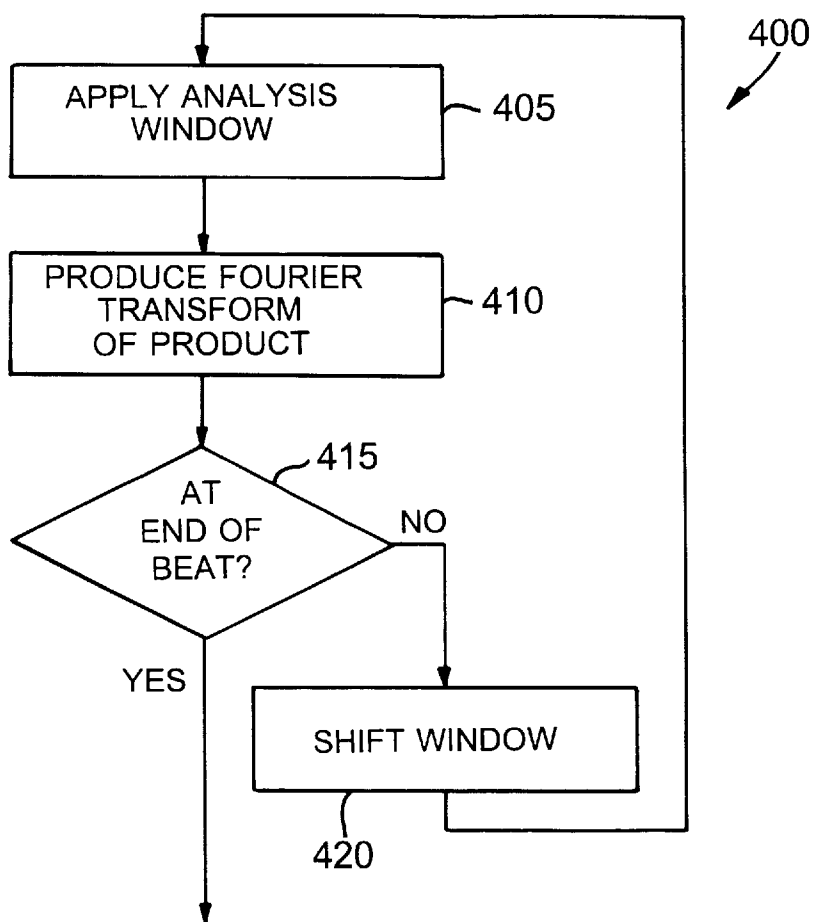 400
APPLY ANALYSIS
WINDOW
405
PRODUCE FOURIER
TRANSFORM
OF PRODUCT
410
415
AT
END OF
BEAT?
NO
YES
SHIFT WINDOW
420